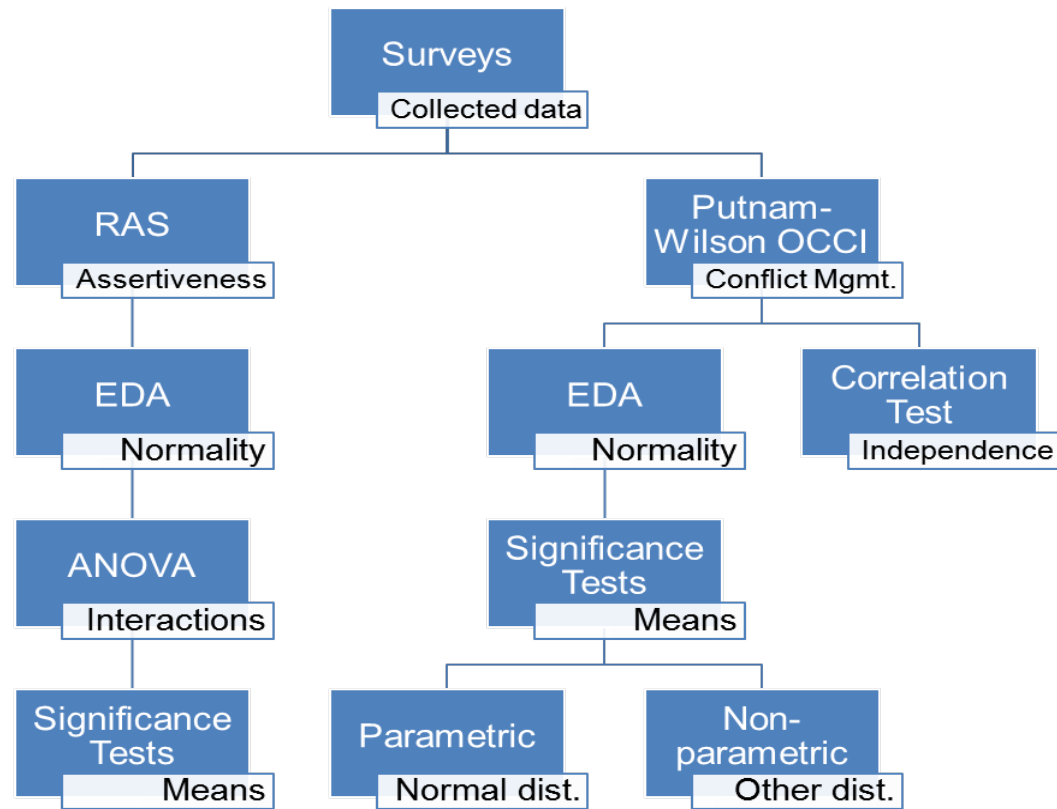 Surveys
Collected data
RAS
Assertiveness
Putnam-
Wilson OCCI
Conflict Mgmt.
EDA
Normality
EDA
Normality
Correlation
Test
Independence
ANOVA
Interactions
Significance
Tests
Means
Significance
Tests
Means
Parametric
Normal dist.
Non-
parametric
Other dist.